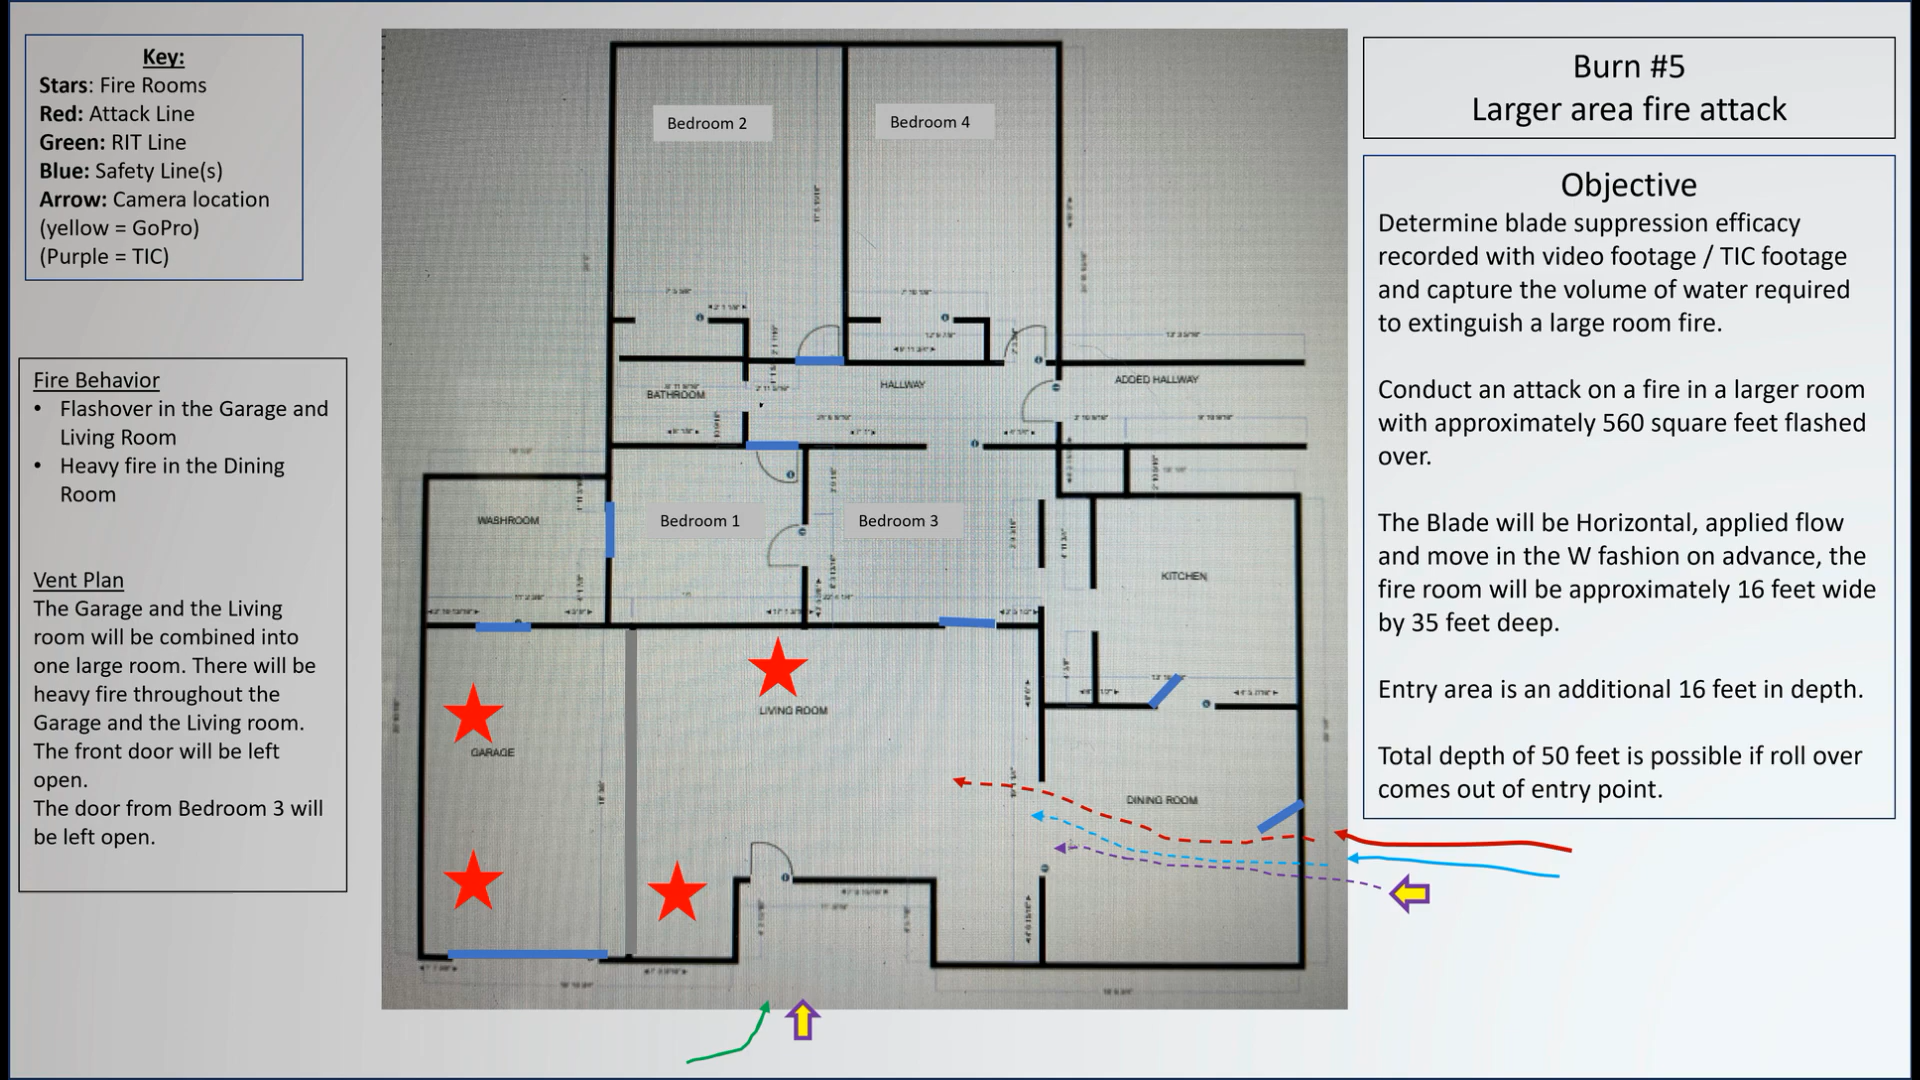 Key:
Stars: Fire Rooms
Red: Attack Line
Green: RIT Line
Blue: Safety Line(s)
Arrow: Camera location
(yellow = GoPro)
(Purple = TIC)
Fire Behavior
• Flashover in the Garage and
Living Room
• Heavy fire in the Dining
Room
Vent Plan
The Garage and the Living
room will be combined into
one large room. There will be
heavy fire throughout the
Garage and the Living room.
The front door will be left
open.
The door from Bedroom 3 will
be left open.
Bedroom 2
Bedroom 4
BATHROOM
HALLWAY
ADDED HALLWAY
WASHROOM
Bedroom 1
Bedroom 3
KITCHEN
LIVING ROOM
GARAGE
DINING ROOM
Burn #5
Larger area fire attack
Objective
Determine blade suppression efficacy
recorded with video footage / TIC footage
and capture the volume of water required
to extinguish a large room fire.
Conduct an attack on a fire in a larger room
with approximately 560 square feet flashed
over.
The Blade will be Horizontal, applied flow
and move in the W fashion on advance, the
fire room will be approximately 16 feet wide
by 35 feet deep.
Entry area is an additional 16 feet in depth.
Total depth of 50 feet is possible if roll over
comes out of entry point.